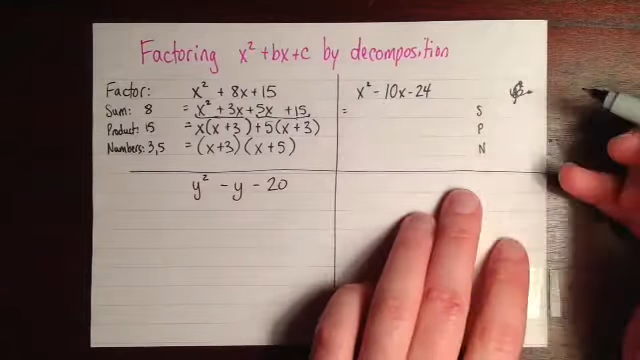 Factoring x² + bx + c by decomposition
Factor: x² + 8x + 15
Sum: 8 = x² + 3x + 5x + 15
Product: 15 = x(x+3) + 5(x+3)
Numbers: 3,5 = (x+3)(x+5)
x² - 10x - 24
= S
P
N
y² - y - 20